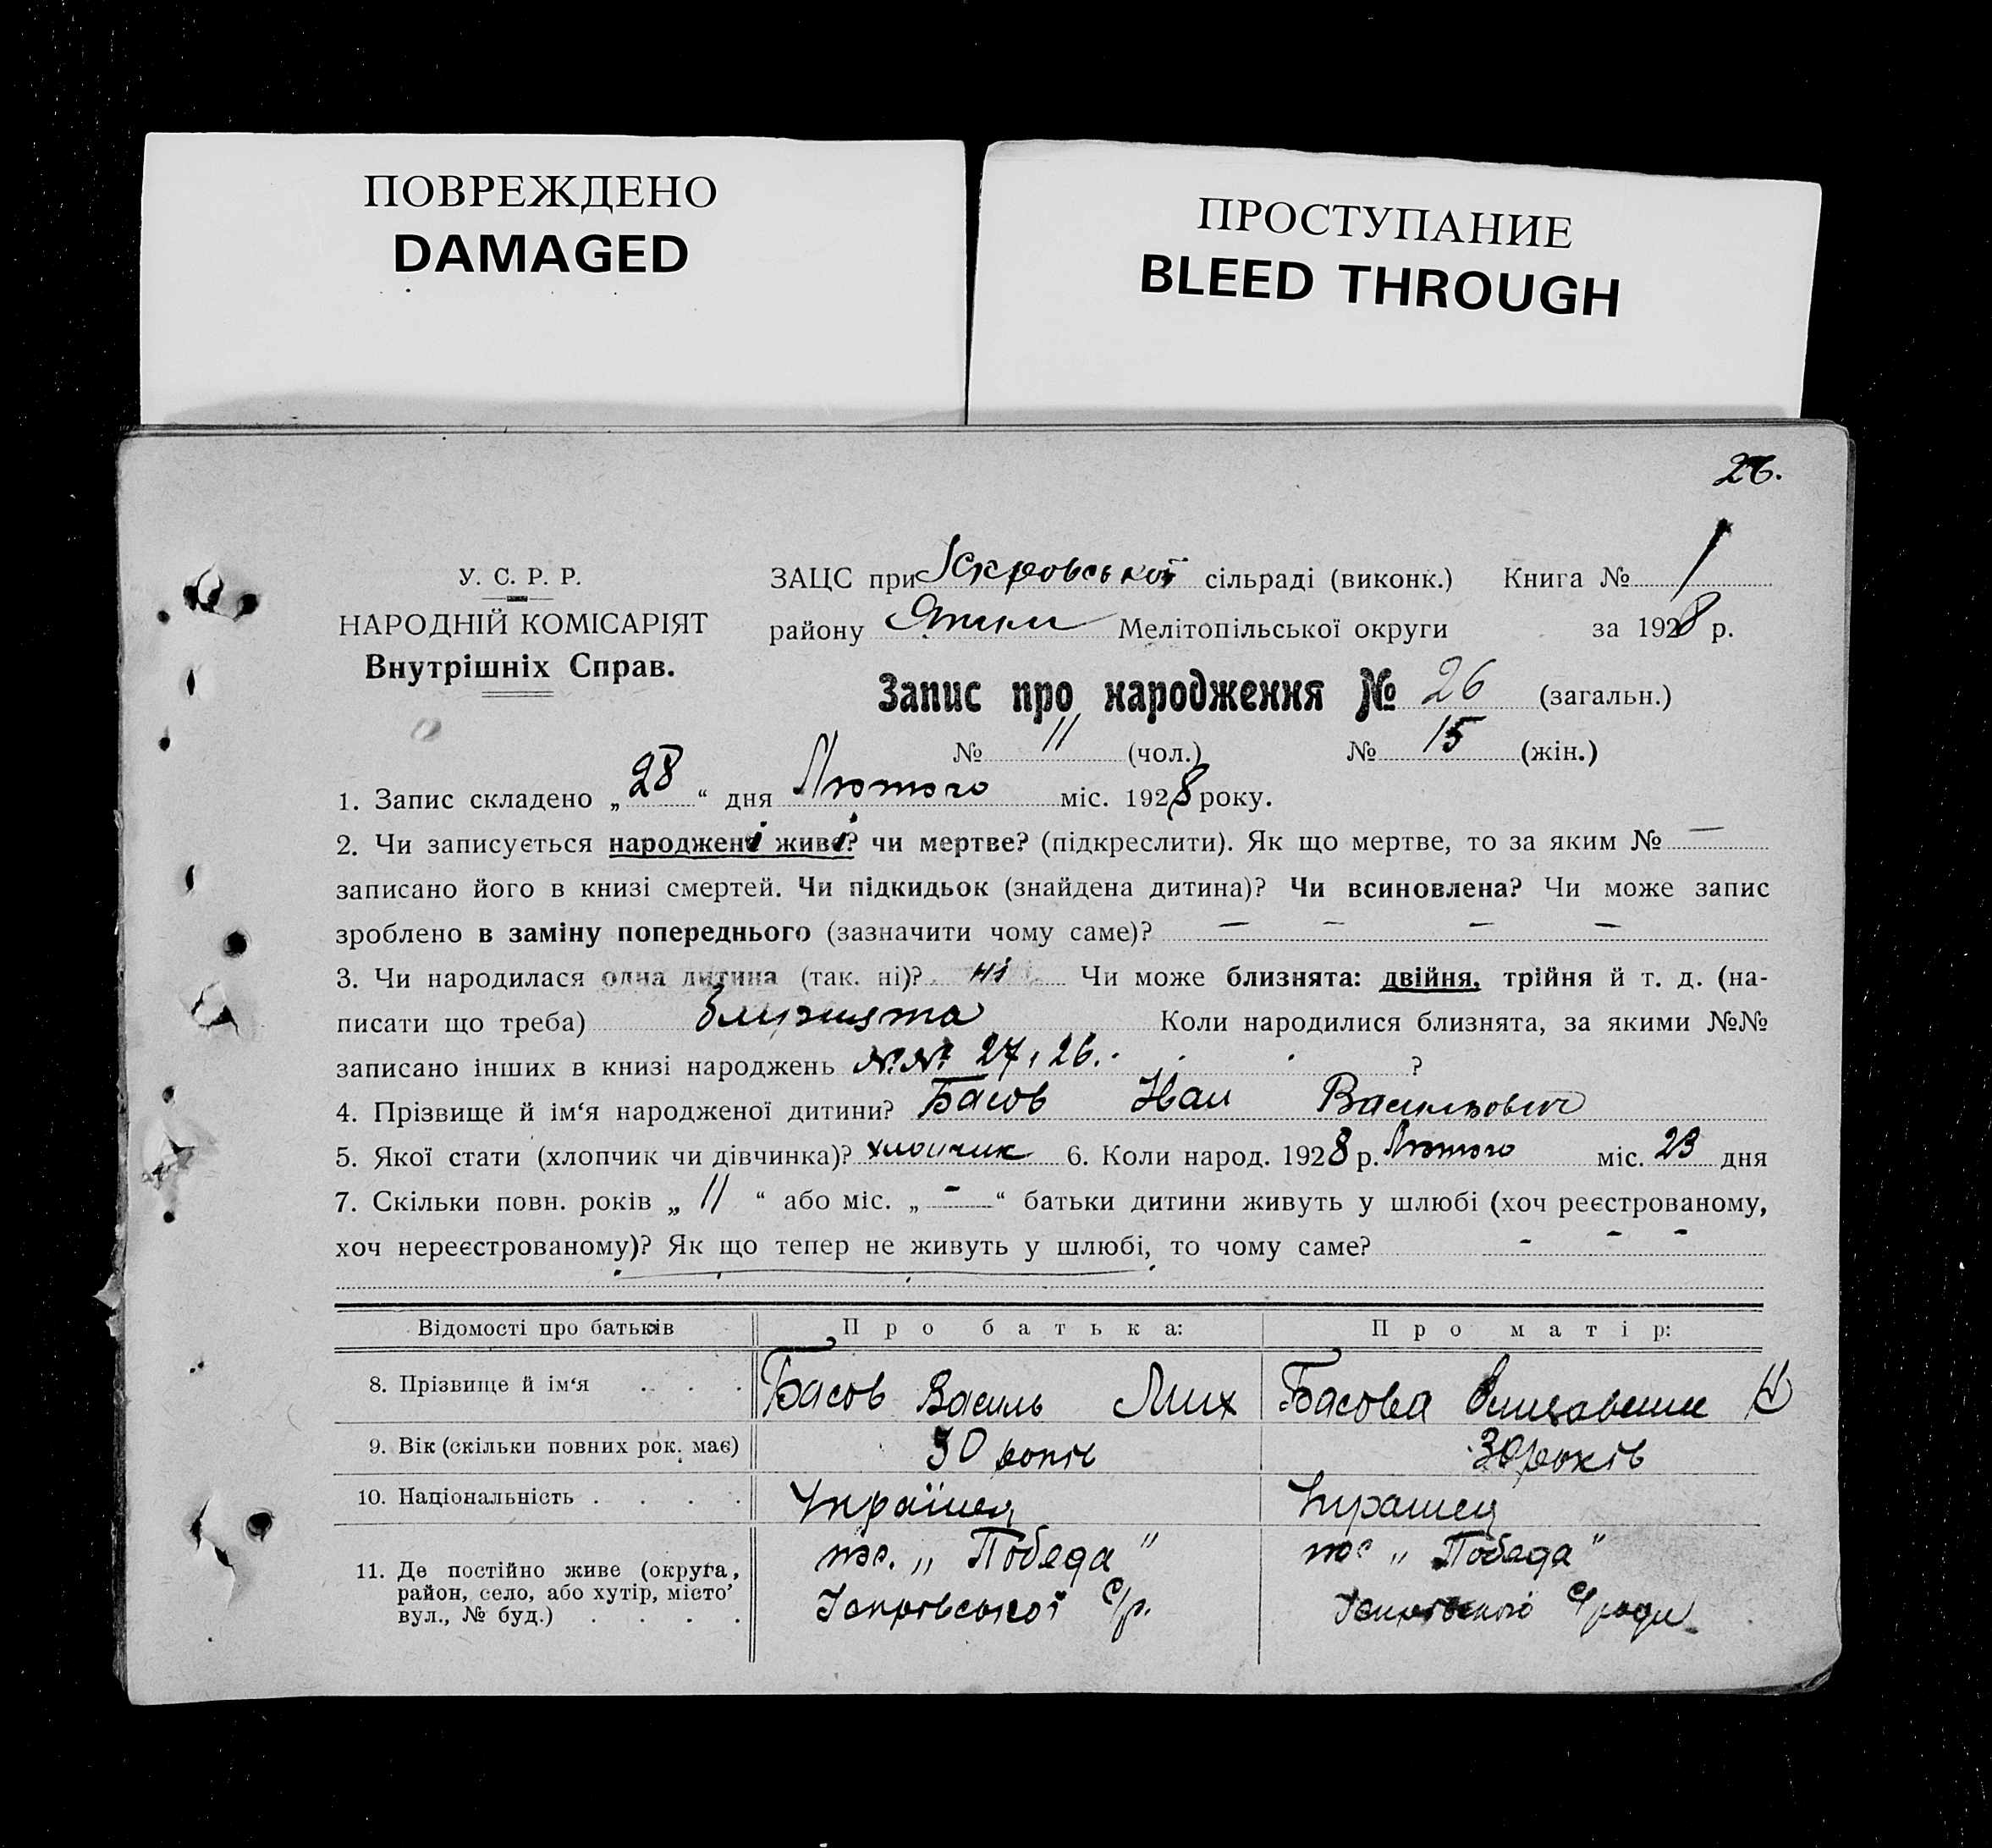 ПОВРЕЖДЕНО
DAMAGED
ПРОСТУПАНИЕ
BLEED THROUGH
26.
У. С. Р. Р.
НАРОДНІЙ КОМІСАРІЯТ
Внутрішніх Справ.
ЗАЦС при Іскровської сільраді (виконк.) Книга № 1
району Мелітопільської округи за 1928 р.
Запис про народження № 26 (загальн.)
№ 11 (чол.) № 15 (жін.)
1. Запис складено „28“ дня Лютого міс. 1928 року.
2. Чи записується народжені живі? чи мертве? (підкреслити). Як що мертве, то за яким № —
записано його в книзі смертей. Чи підкидьок (знайдена дитина)? Чи всиновлена? Чи може запис
зроблено в заміну попереднього (зазначити чому саме)? — — — —
3. Чи народилася одна дитина (так. ні)? ні Чи може близнята: двійня, трійня й т. д. (на-
писати що треба) близнята Коли народилися близнята, за якими №№
записано інших в книзі народжень №№ 27, 26. ?
4. Прізвище й ім‘я народженої дитини? Басов Іван Васильович
5. Якої стати (хлопчик чи дівчинка)? хлопчик 6. Коли народ. 1928 р. Лютого міс. 23 дня
7. Скільки повн. років „ 11 “ або міс. „ - “ батьки дитини живуть у шлюбі (хоч реєстрованому,
хоч нереєстрованому)? Як що тепер не живуть у шлюбі, то чому саме? - - -
Відомості про батьків Про батька: Про матір:
8. Прізвище й ім‘я . . . Басов Василь Мих Басова Єлизавета
9. Вік (скільки повних рок. має) 30 років 30 років
10. Національність . . . . Українец Украінец
11. Де постійно живе (округа, район, село, або хутір, місто’ вул., № буд.) . . . .
пос. „Победа“ пос „Победа“
Іскрівської с/р. Іскрівської с/ради